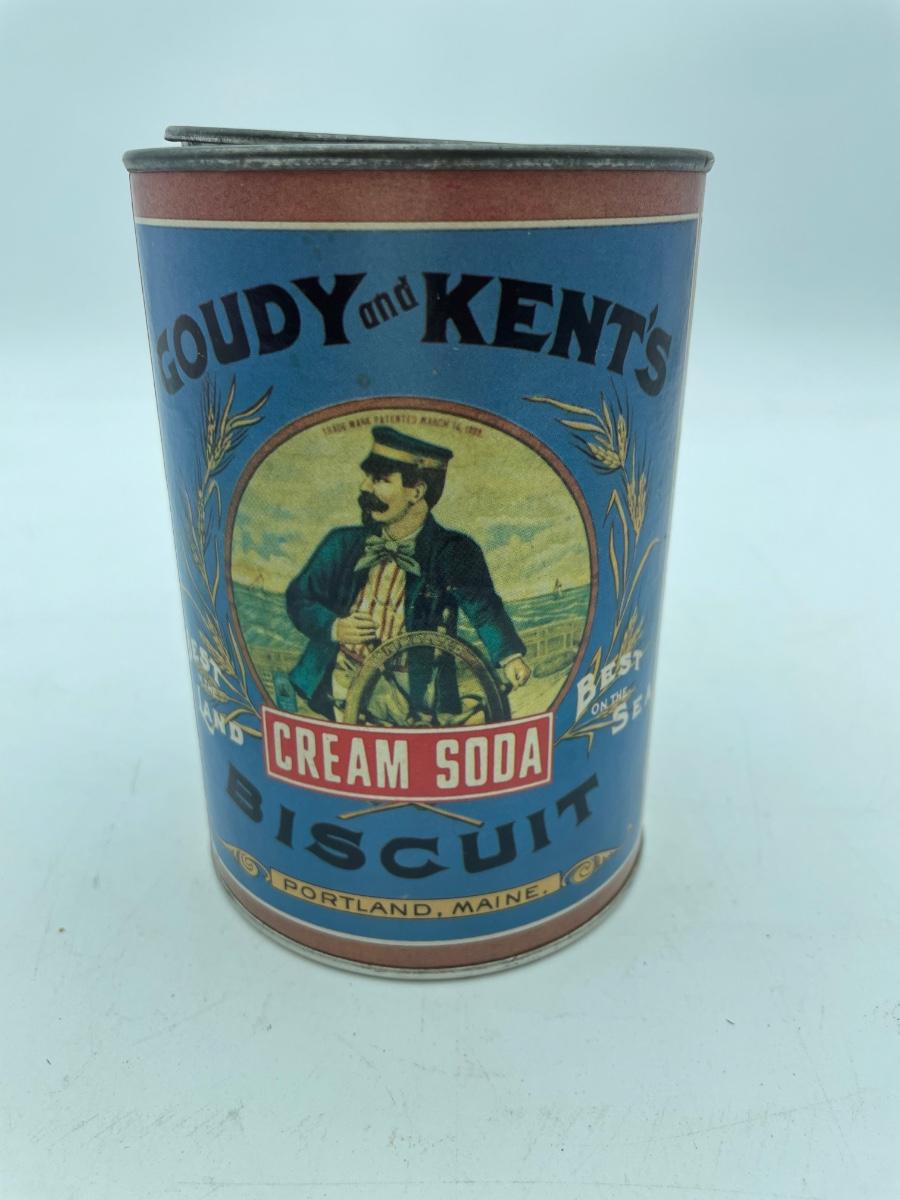 GOUDY and KENT'S
TRADE MARK PATENTED MARCH 14, 1899.
BEST
LAND
BEST
ON THE
SEA
CREAM SODA
BISCUIT
PORTLAND, MAINE.